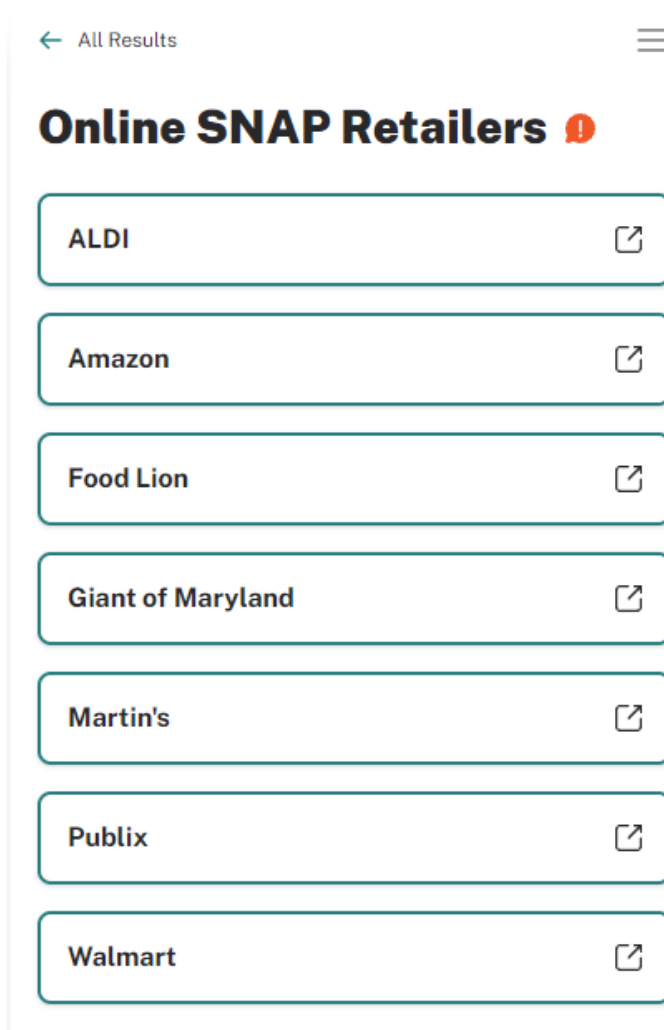 All Results
Online SNAP Retailers
ALDI
Amazon
Food Lion
Giant of Maryland
Martin's
Publix
Walmart